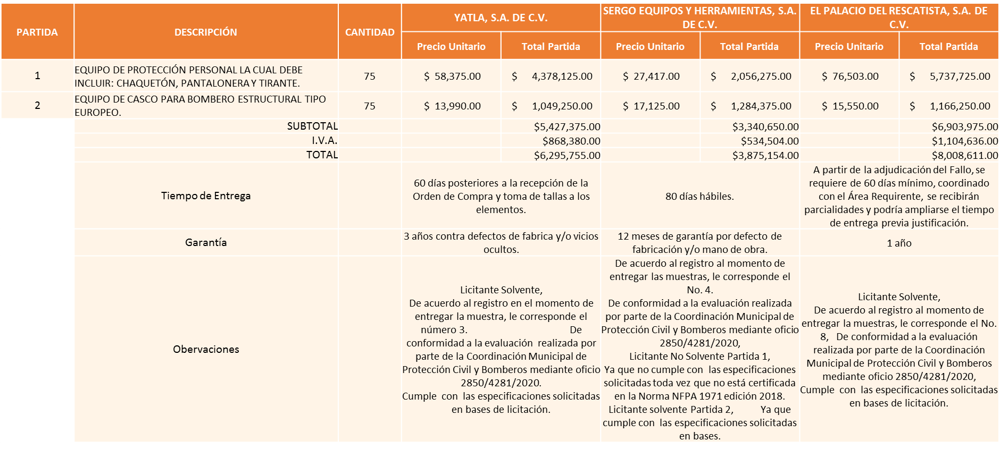 PARTIDA
DESCRIPCIÓN
CANTIDAD
YATLA, S.A. DE C.V.
SERGO EQUIPOS Y HERRAMIENTAS, S.A.
DE C.V.
EL PALACIO DEL RESCATISTA, S.A. DE
C.V.
Precio Unitario
Total Partida
Precio Unitario
Total Partida
Precio Unitario
Total Partida
1
EQUIPO DE PROTECCIÓN PERSONAL LA CUAL DEBE
INCLUIR: CHAQUETÓN, PANTALONERA Y TIRANTE.
75
$ 58,375.00
$ 4,378,125.00
$ 27,417.00
$ 2,056,275.00
$ 76,503.00
$ 5,737,725.00
2
EQUIPO DE CASCO PARA BOMBERO ESTRUCTURAL TIPO
EUROPEO.
75
$ 13,990.00
$ 1,049,250.00
$ 17,125.00
$ 1,284,375.00
$ 15,550.00
$ 1,166,250.00
SUBTOTAL
$5,427,375.00
$3,340,650.00
$6,903,975.00
I.V.A.
$868,380.00
$534,504.00
$1,104,636.00
TOTAL
$6,295,755.00
$3,875,154.00
$8,008,611.00
Tiempo de Entrega
60 días posteriores a la recepción de la
Orden de Compra y toma de tallas a los
elementos.
80 días hábiles.
A partir de la adjudicación del Fallo, se
requiere de 60 días mínimo, coordinado
con el Área Requirente, se recibirán
parcialidades y podría ampliarse el tiempo
de entrega previa justificación.
Garantía
3 años contra defectos de fabrica y/o vicios
ocultos.
12 meses de garantía por defecto de
fabricación y/o mano de obra.
1 año
Obervaciones
Licitante Solvente,
De acuerdo al registro en el momento de
entregar la muestra, le corresponde el
número 3. De
conformidad a la evaluación realizada por
parte de la Coordinación Municipal de
Protección Civil y Bomberos mediante oficio
2850/4281/2020.
Cumple con las especificaciones solicitadas
en bases de licitación.
De acuerdo al registro al momento de
entregar las muestras, le corresponde el
No. 4.
De conformidad a la evaluación realizada
por parte de la Coordinación Municipal de
Protección Civil y Bomberos mediante oficio
2850/4281/2020,
Licitante No Solvente Partida 1,
Ya que no cumple con las especificaciones
solicitadas toda vez que no está certificada
en la Norma NFPA 1971 edición 2018.
Licitante solvente Partida 2, Ya que
cumple con las especificaciones solicitadas
en bases.
Licitante Solvente,
De acuerdo al registro al momento de
entregar la muestras, le corresponde el No.
8, De conformidad a la evaluación
realizada por parte de la Coordinación
Municipal de Protección Civil y Bomberos
mediante oficio 2850/4281/2020,
Cumple con las especificaciones solicitadas
en bases de licitación.